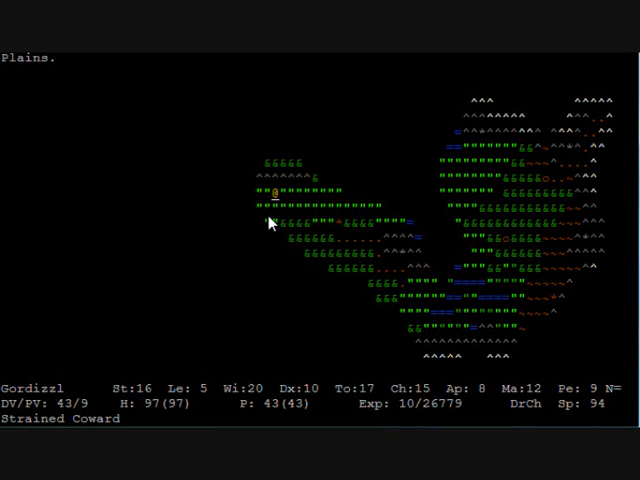 Plains.
Gordizzl St:16 Le: 5 Wi:20 Dx:10 To:17 Ch:15 Ap: 8 Ma:12 Pe: 9 N=
DV/PV: 43/9 H: 97(97) P: 43(43) Exp: 10/26779 DrCh Sp: 94
Strained Coward